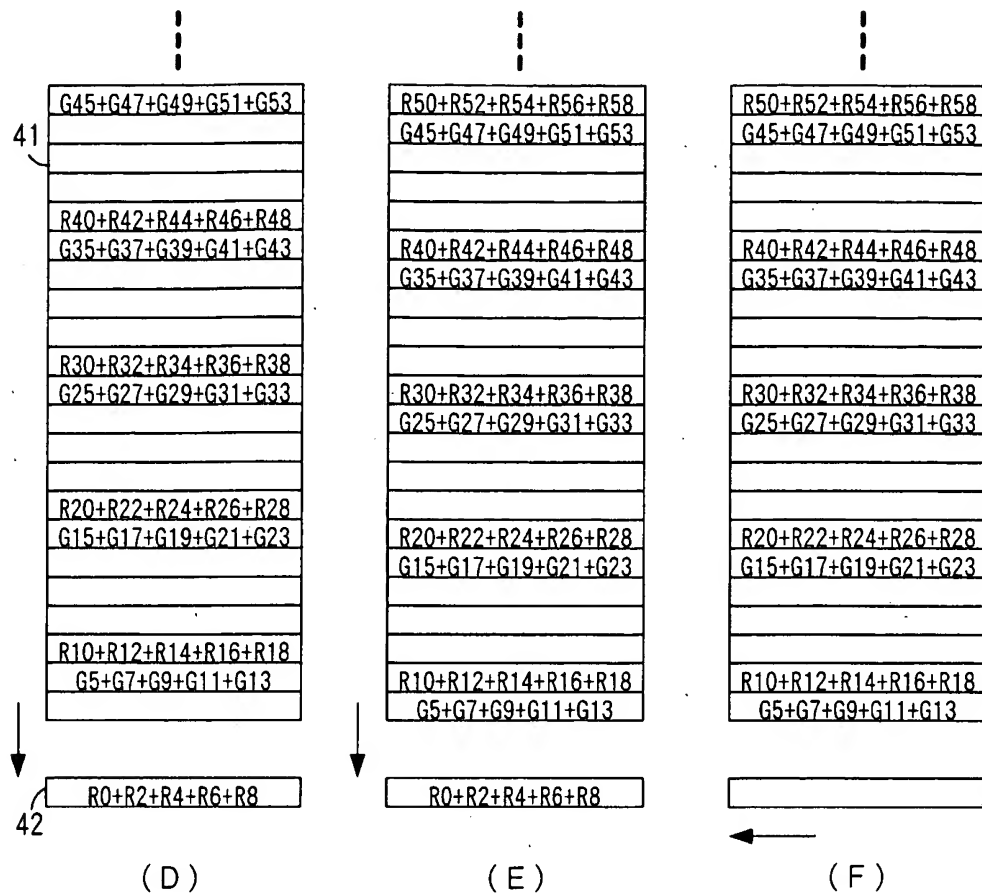 G45+G47+G49+G51+G53
41
R40+R42+R44+R46+R48
G35+G37+G39+G41+G43
R30+R32+R34+R36+R38
G25+G27+G29+G31+G33
R20+R22+R24+R26+R28
G15+G17+G19+G21+G23
R10+R12+R14+R16+R18
G5+G7+G9+G11+G13
R0+R2+R4+R6+R8
42
(D)
R50+R52+R54+R56+R58
G45+G47+G49+G51+G53
R40+R42+R44+R46+R48
G35+G37+G39+G41+G43
R30+R32+R34+R36+R38
G25+G27+G29+G31+G33
R20+R22+R24+R26+R28
G15+G17+G19+G21+G23
R10+R12+R14+R16+R18
G5+G7+G9+G11+G13
R0+R2+R4+R6+R8
(E)
R50+R52+R54+R56+R58
G45+G47+G49+G51+G53
R40+R42+R44+R46+R48
G35+G37+G39+G41+G43
R30+R32+R34+R36+R38
G25+G27+G29+G31+G33
R20+R22+R24+R26+R28
G15+G17+G19+G21+G23
R10+R12+R14+R16+R18
G5+G7+G9+G11+G13
(F)